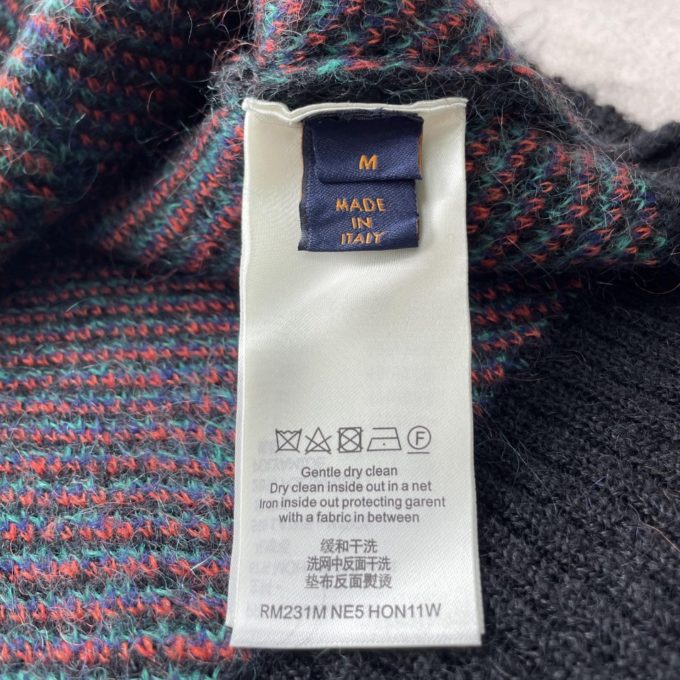 M
MADE
IN
ITALY
Gentle dry clean
Dry clean inside out in a net
Iron inside out protecting garent
with a fabric in between
缓和干洗
洗网中反面干洗
垫布反面熨烫
RM231M NE5 HON11W